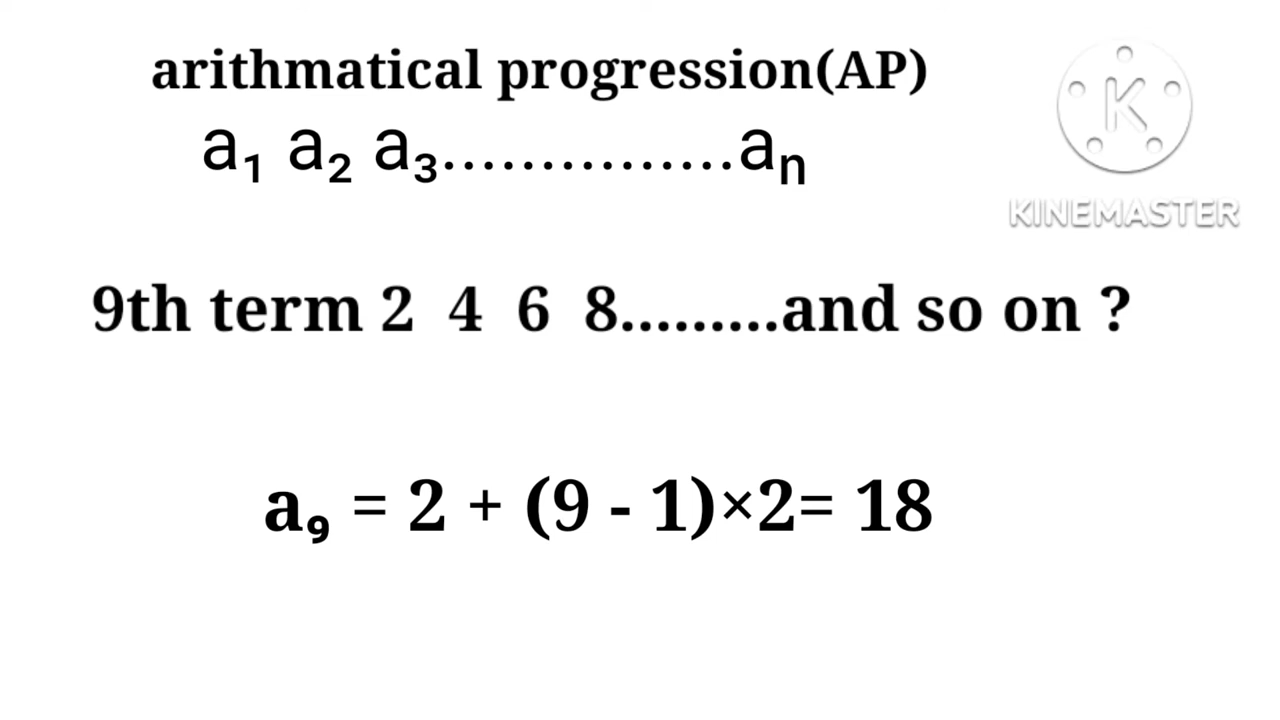 arithmatical progression(AP)
a₁ a₂ a₃...............aₙ
K
KINEMASTER
9th term 2 4 6 8.........and so on ?
a₉ = 2 + (9 - 1)×2= 18